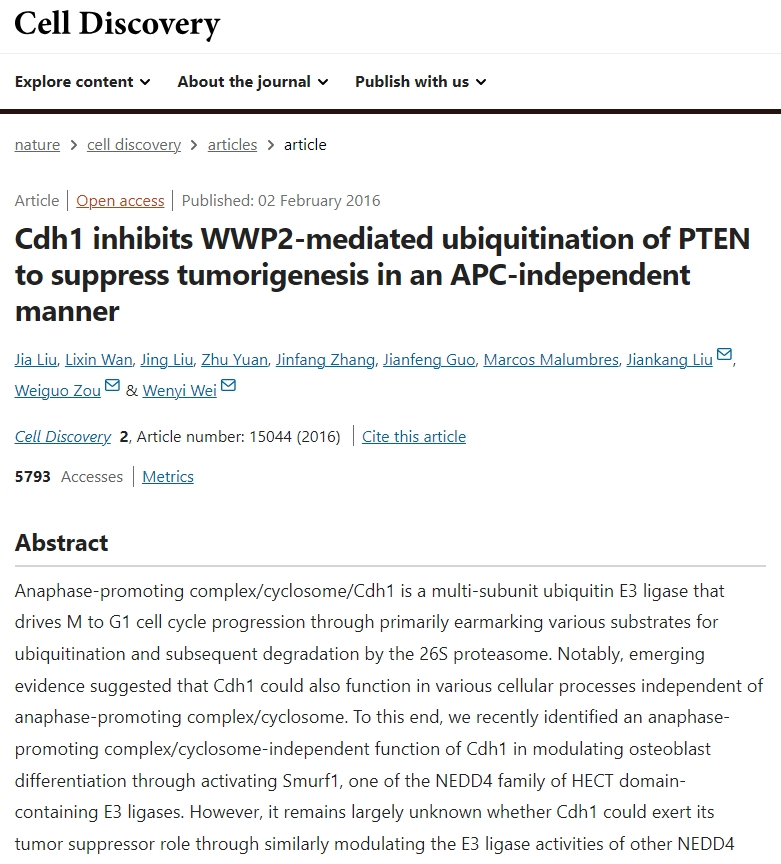 Cell Discovery
Explore content About the journal Publish with us
nature > cell discovery > articles > article
Article | Open access | Published: 02 February 2016
Cdh1 inhibits WWP2-mediated ubiquitination of PTEN
to suppress tumorigenesis in an APC-independent
manner
Jia Liu, Lixin Wan, Jing Liu, Zhu Yuan, Jinfang Zhang, Jianfeng Guo, Marcos Malumbres, Jiankang Liu,
Weiguo Zou & Wenyi Wei
Cell Discovery 2, Article number: 15044 (2016) | Cite this article
5793 Accesses | Metrics
Abstract
Anaphase-promoting complex/cyclosome/Cdh1 is a multi-subunit ubiquitin E3 ligase that
drives M to G1 cell cycle progression through primarily earmarking various substrates for
ubiquitination and subsequent degradation by the 26S proteasome. Notably, emerging
evidence suggested that Cdh1 could also function in various cellular processes independent of
anaphase-promoting complex/cyclosome. To this end, we recently identified an anaphase-
promoting complex/cyclosome-independent function of Cdh1 in modulating osteoblast
differentiation through activating Smurf1, one of the NEDD4 family of HECT domain-
containing E3 ligases. However, it remains largely unknown whether Cdh1 could exert its
tumor suppressor role through similarly modulating the E3 ligase activities of other NEDD4